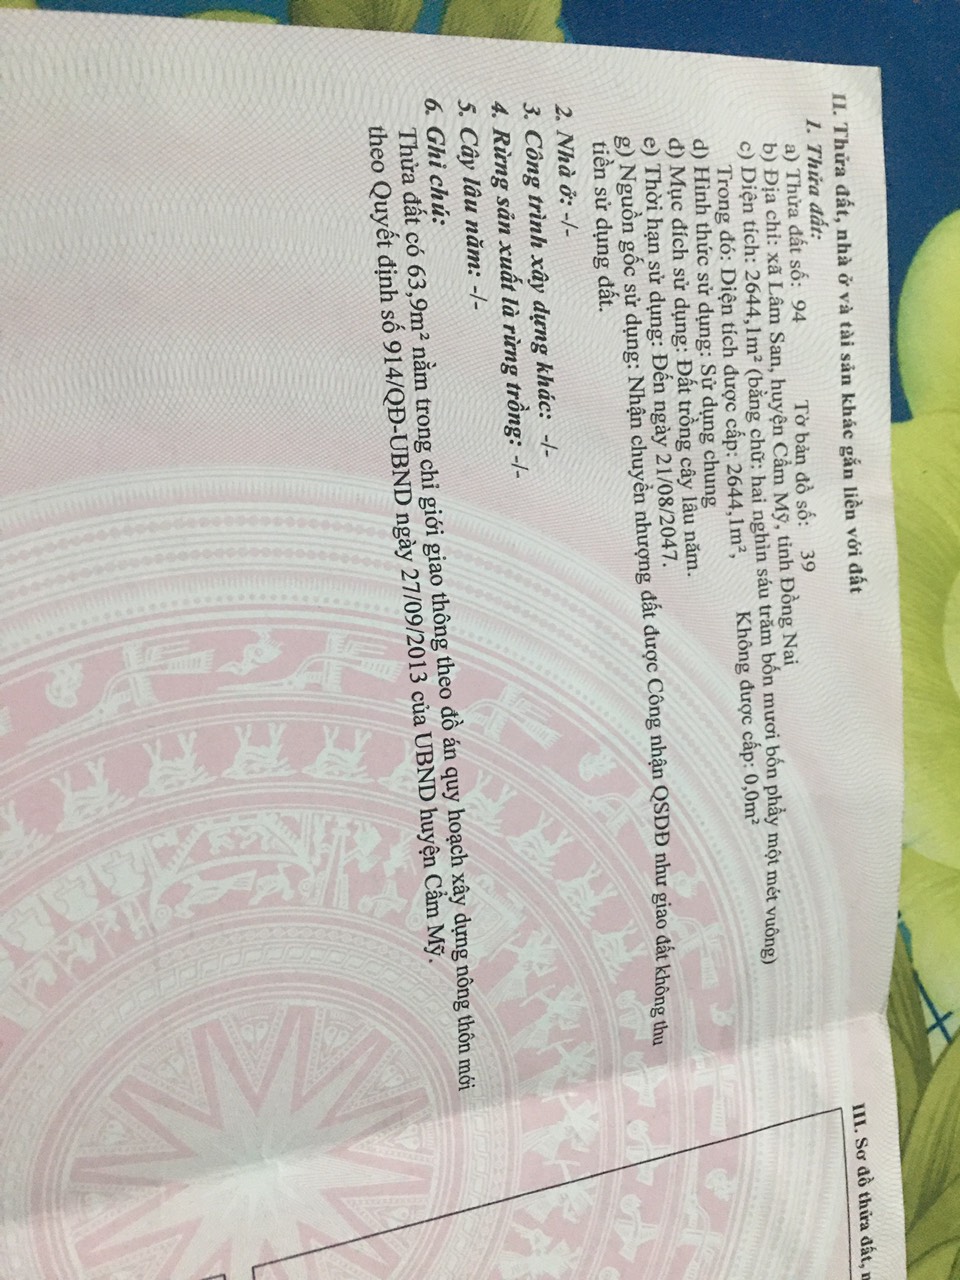 II. Thửa đất, nhà ở và tài sản khác gắn liền với đất
1. Thửa đất:
a) Thửa đất số: 94 Tờ bản đồ số: 39
b) Địa chỉ: xã Lâm San, huyện Cẩm Mỹ, tỉnh Đồng Nai
c) Diện tích: 2644,1m² (bằng chữ: hai nghìn sáu trăm bốn mươi bốn phẩy một mét vuông)
Trong đó: Diện tích được cấp: 2644,1m², Không được cấp: 0,0m²
d) Hình thức sử dụng: Sử dụng chung
đ) Mục đích sử dụng: Đất trồng cây lâu năm.
e) Thời hạn sử dụng: Đến ngày 21/08/2047.
g) Nguồn gốc sử dụng: Nhận chuyển nhượng đất được Công nhận QSDĐ như giao đất không thu
tiền sử dụng đất.
2. Nhà ở: -/-
3. Công trình xây dựng khác: -/-
4. Rừng sản xuất là rừng trồng: -/-
5. Cây lâu năm: -/-
6. Ghi chú:
Thửa đất có 63,9m² nằm trong chỉ giới giao thông theo đồ án quy hoạch xây dựng nông thôn mới
theo Quyết định số 914/QĐ-UBND ngày 27/09/2013 của UBND huyện Cẩm Mỹ.
III. Sơ đồ thửa đất,